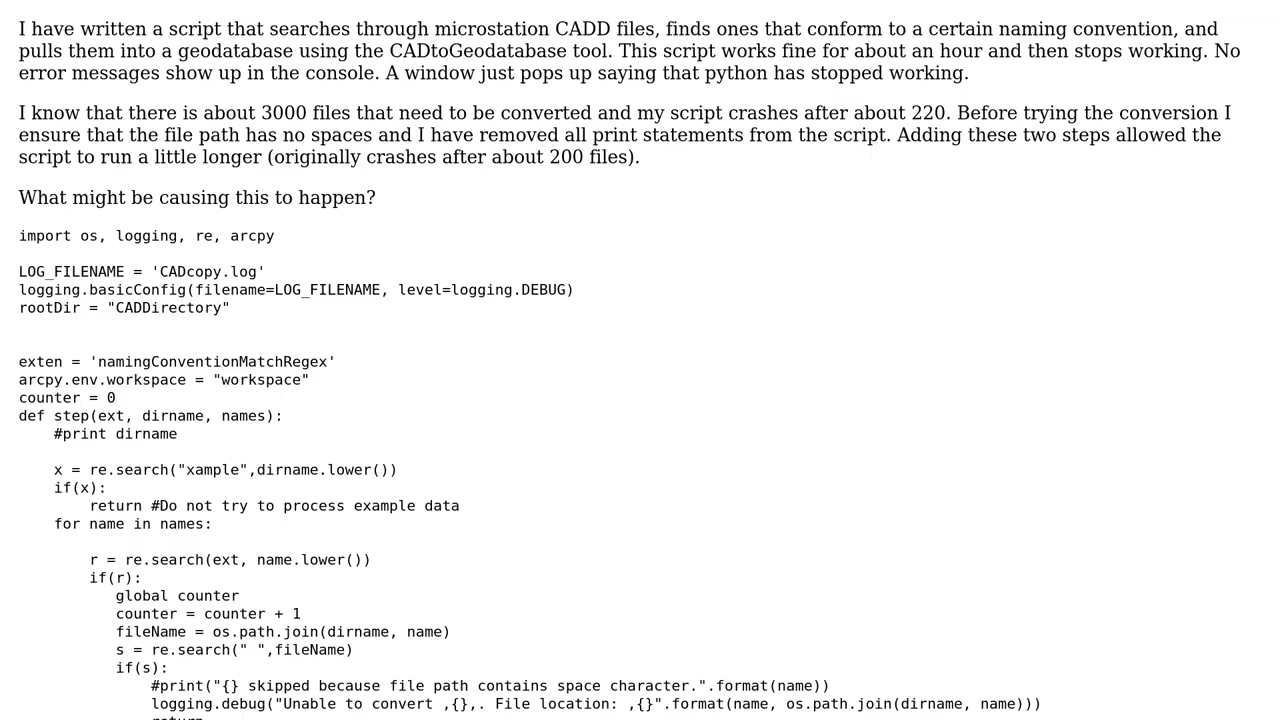 I have written a script that searches through microstation CADD files, finds ones that conform to a certain naming convention, and
pulls them into a geodatabase using the CADtoGeodatabase tool. This script works fine for about an hour and then stops working. No
error messages show up in the console. A window just pops up saying that python has stopped working.
I know that there is about 3000 files that need to be converted and my script crashes after about 220. Before trying the conversion I
ensure that the file path has no spaces and I have removed all print statements from the script. Adding these two steps allowed the
script to run a little longer (originally crashes after about 200 files).
What might be causing this to happen?
import os, logging, re, arcpy
LOG_FILENAME = 'CADcopy.log'
logging.basicConfig(filename=LOG_FILENAME, level=logging.DEBUG)
rootDir = "CADDirectory"
exten = 'namingConventionMatchRegex'
arcpy.env.workspace = "workspace"
counter = 0
def step(ext, dirname, names):
    #print dirname
    x = re.search("xample",dirname.lower())
    if(x):
        return #Do not try to process example data
    for name in names:
        r = re.search(ext, name.lower())
        if(r):
           global counter
           counter = counter + 1
           fileName = os.path.join(dirname, name)
           s = re.search(" ",fileName)
           if(s):
               #print("{} skipped because file path contains space character.".format(name))
               logging.debug("Unable to convert ,{},. File location: ,{}".format(name, os.path.join(dirname, name)))